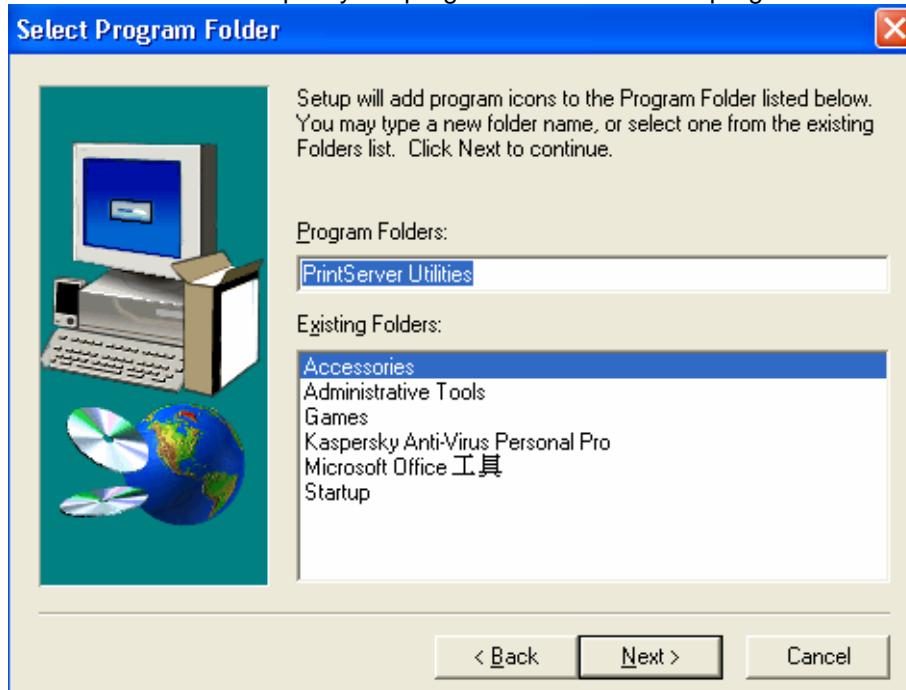 Select Program Folder
Setup will add program icons to the Program Folder listed below.
You may type a new folder name, or select one from the existing
Folders list. Click Next to continue.
Program Folders:
PrintServer Utilities
Existing Folders:
Accessories
Administrative Tools
Games
Kaspersky Anti-Virus Personal Pro
Microsoft Office 工具
Startup
< Back
Next >
Cancel